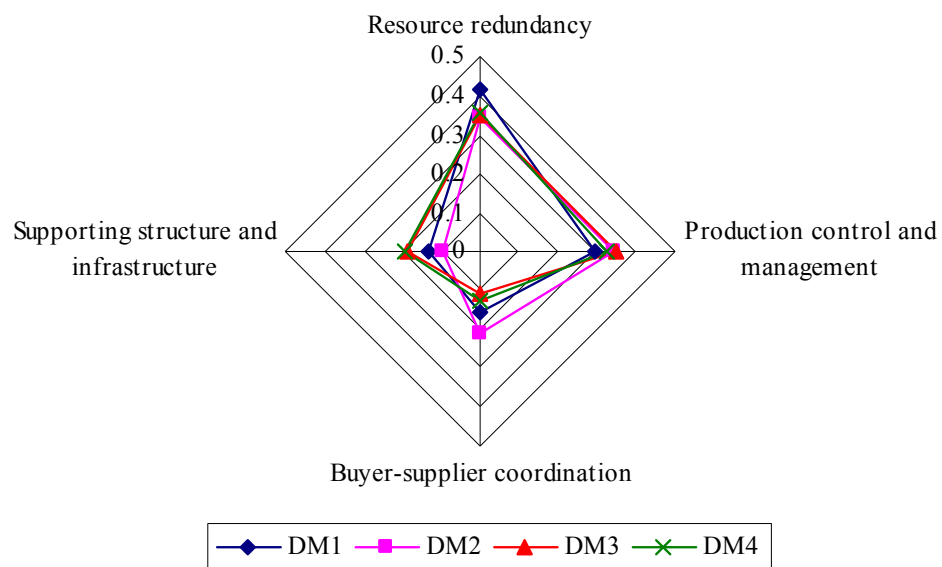 Resource redundancy
0.5
0.4
0.3
0.2
0.1
0
Supporting structure and
infrastructure
Production control and
management
Buyer-supplier coordination
DM1 DM2 DM3 DM4